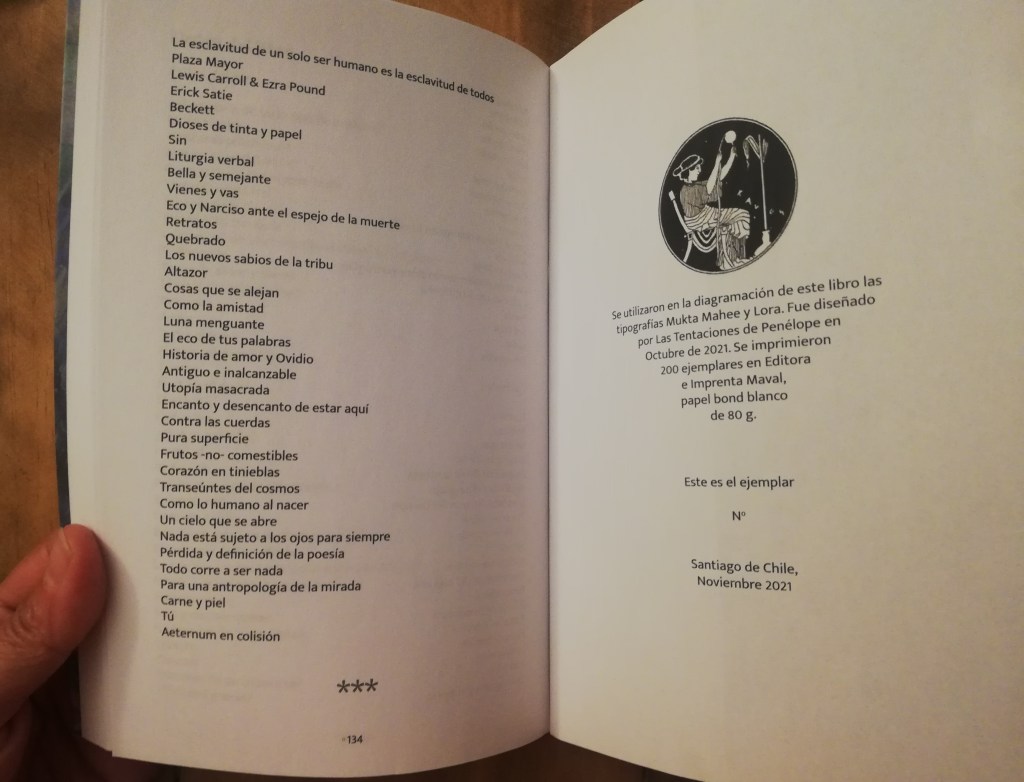 La esclavitud de un solo ser humano es la esclavitud de todos
Plaza Mayor
Lewis Carroll & Ezra Pound
Erick Satie
Beckett
Dioses de tinta y papel
Sin
Liturgia verbal
Bella y semejante
Vienes y vas
Eco y Narciso ante el espejo de la muerte
Retratos
Quebrado
Los nuevos sabios de la tribu
Altazor
Cosas que se alejan
Como la amistad
Luna menguante
El eco de tus palabras
Historia de amor y Ovidio
Antiguo e inalcanzable
Utopía masacrada
Encanto y desencanto de estar aquí
Contra las cuerdas
Pura superficie
Frutos -no- comestibles
Corazón en tinieblas
Transeúntes del cosmos
Como lo humano al nacer
Un cielo que se abre
Nada está sujeto a los ojos para siempre
Pérdida y definición de la poesía
Todo corre a ser nada
Para una antropología de la mirada
Carne y piel
Tú
Aeternum en colisión
***
134
Se utilizaron en la diagramación de este libro las
tipografías Mukta Mahee y Lora. Fue diseñado
por Las Tentaciones de Penélope en
Octubre de 2021. Se imprimieron
200 ejemplares en Editora
e Imprenta Maval,
papel bond blanco
de 80 g.
Este es el ejemplar
Nº
Santiago de Chile,
Noviembre 2021